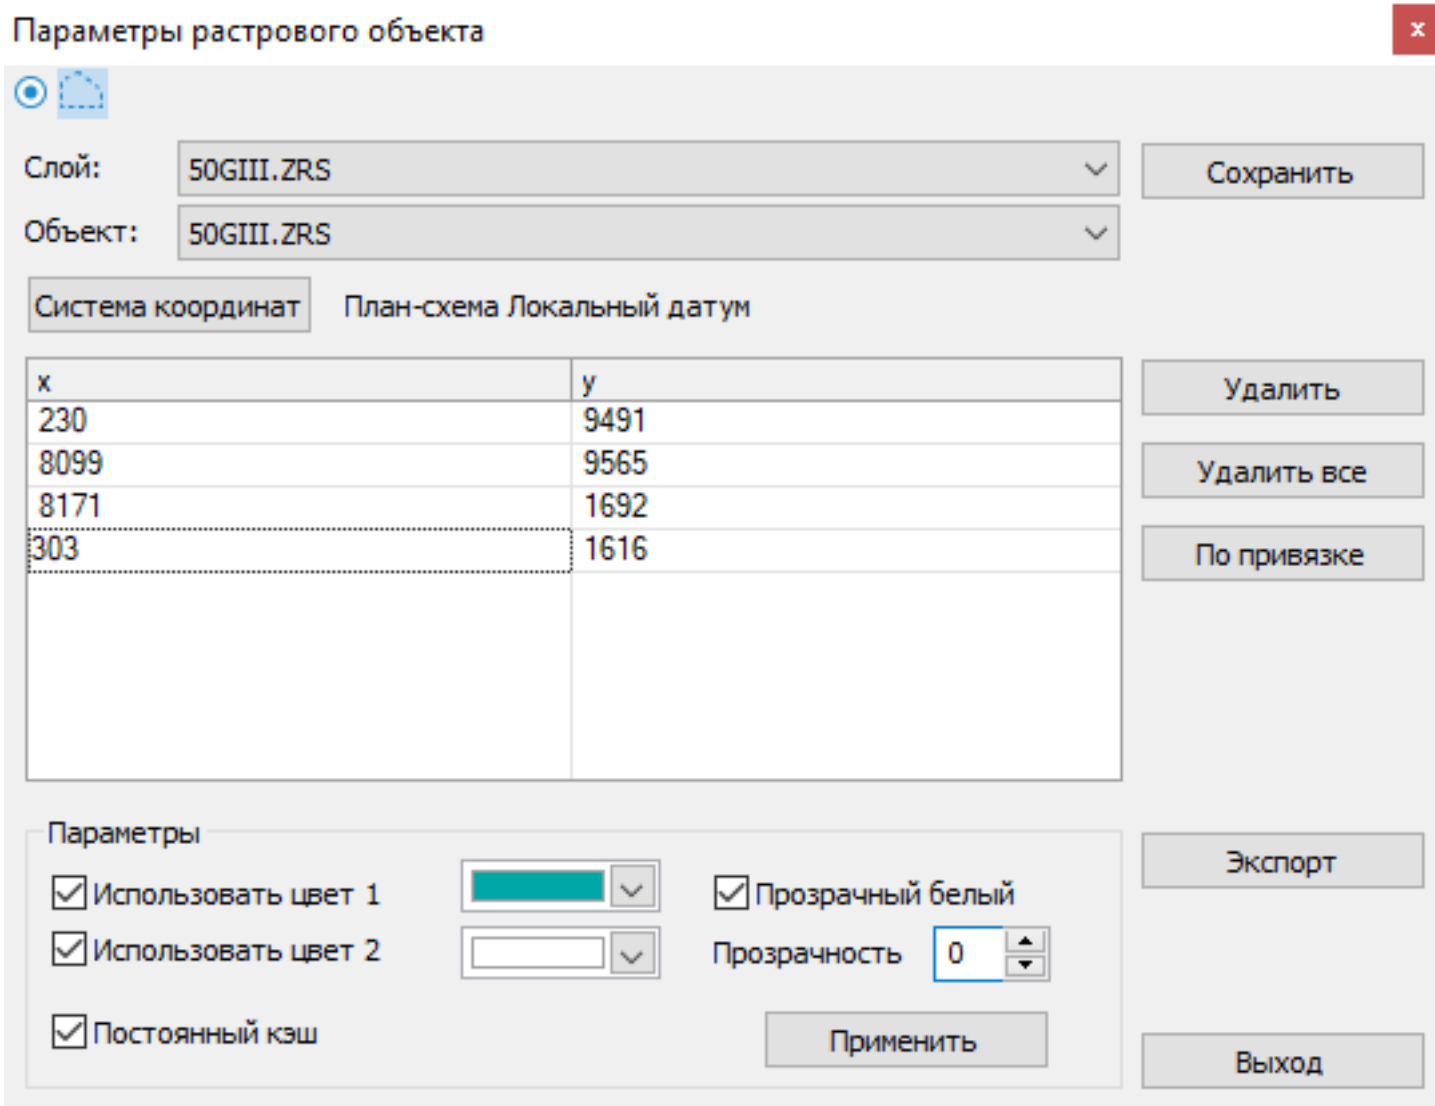 Параметры растрового объекта
x
Слой: 50GIII.ZRS Сохранить
Объект: 50GIII.ZRS
Система координат План-схема Локальный датум
x y
230 9491
8099 9565
8171 1692
303 1616
Удалить
Удалить все
По привязке
Параметры
Использовать цвет 1 Прозрачный белый
Использовать цвет 2 Прозрачность 0
Постоянный кэш Применить
Экспорт
Выход